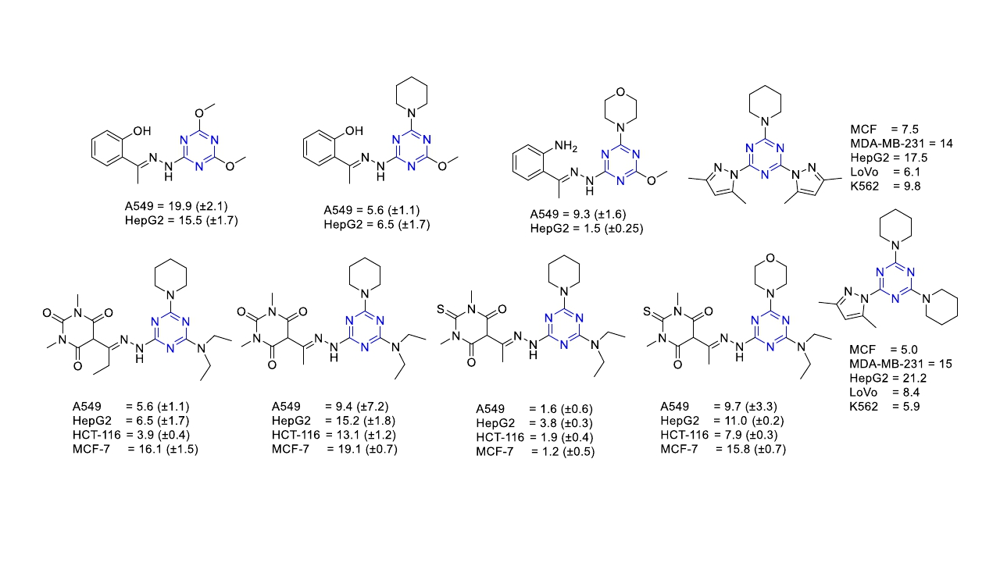 OH
N
N
H
N
N
N
O
O
A549 = 19.9 (±2.1)
HepG2 = 15.5 (±1.7)
OH
N
N
H
N
N
N
N
O
A549 = 5.6 (±1.1)
HepG2 = 6.5 (±1.7)
NH2
N
N
H
O
N
N
N
N
O
A549 = 9.3 (±1.6)
HepG2 = 1.5 (±0.25)
N
N
N
N
N
N
N
N
MCF = 7.5
MDA-MB-231 = 14
HepG2 = 17.5
LoVo = 6.1
K562 = 9.8
O
N
O
N
O
N
N
H
N
N
N
N
N
A549 = 5.6 (±1.1)
HepG2 = 6.5 (±1.7)
HCT-116 = 3.9 (±0.4)
MCF-7 = 16.1 (±1.5)
O
N
O
N
O
N
N
H
N
N
N
N
N
A549 = 9.4 (±7.2)
HepG2 = 15.2 (±1.8)
HCT-116 = 13.1 (±1.2)
MCF-7 = 19.1 (±0.7)
S
N
O
N
O
N
N
H
N
N
N
N
N
A549 = 1.6 (±0.6)
HepG2 = 3.8 (±0.3)
HCT-116 = 1.9 (±0.4)
MCF-7 = 1.2 (±0.5)
S
N
O
N
O
N
N
H
O
N
N
N
N
N
A549 = 9.7 (±3.3)
HepG2 = 11.0 (±0.2)
HCT-116 = 7.9 (±0.3)
MCF-7 = 15.8 (±0.7)
N
N
N
N
N
N
N
MCF = 5.0
MDA-MB-231 = 15
HepG2 = 21.2
LoVo = 8.4
K562 = 5.9